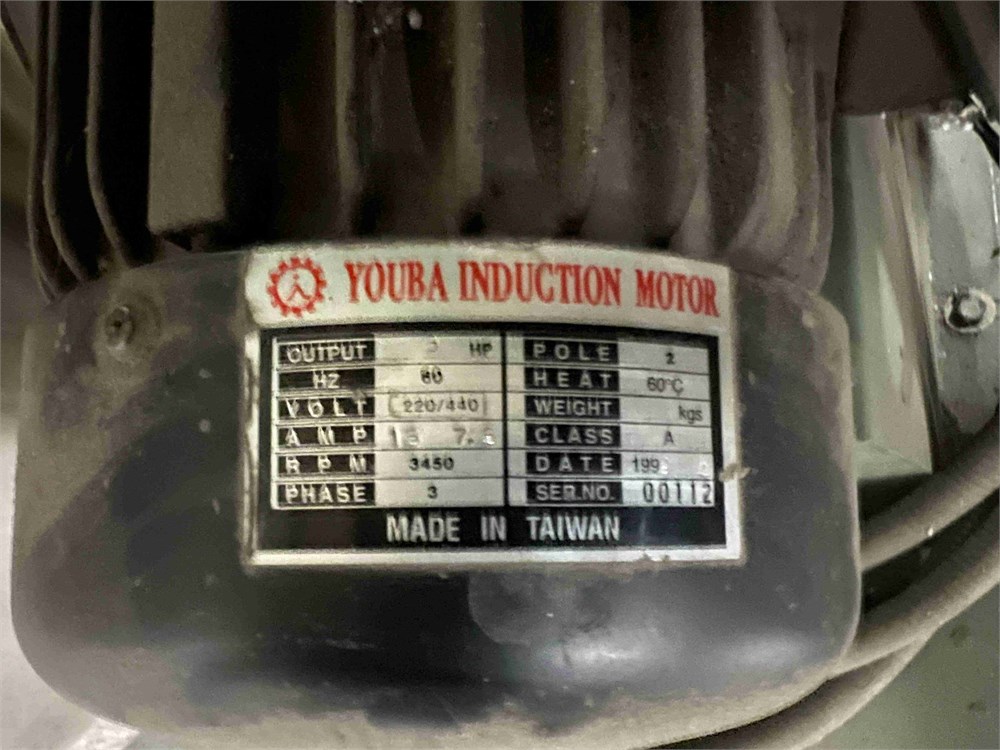 YOUBA INDUCTION MOTOR
OUTPUT HP POLE 2
HZ 60 HEAT 60°C
VOLT 220/440 WEIGHT kgs
AMP CLASS A
RPM 3450 DATE
PHASE 3 SER.NO. 00112
MADE IN TAIWAN